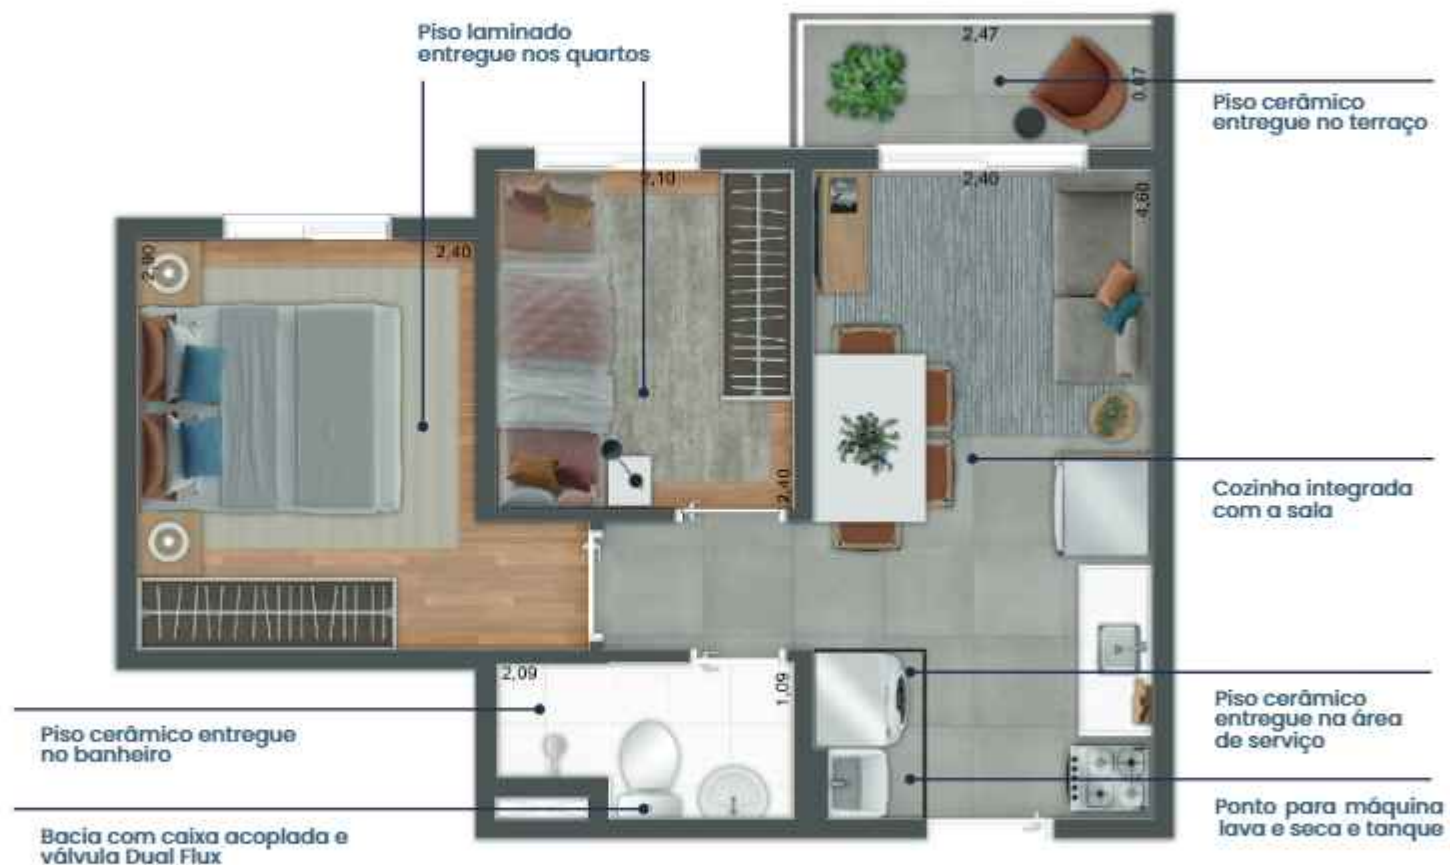 Piso laminado
entregue nos quartos
2,47
0,87
Piso cerâmico
entregue no terraço
2,10
2,40
4,60
2,80
2,40
2,40
Cozinha integrada
com a sala
2,09
1,09
Piso cerâmico entregue
no banheiro
Piso cerâmico
entregue na área
de serviço
Bacia com caixa acoplada e
válvula Dual Flux
Ponto para máquina
lava e seca e tanque